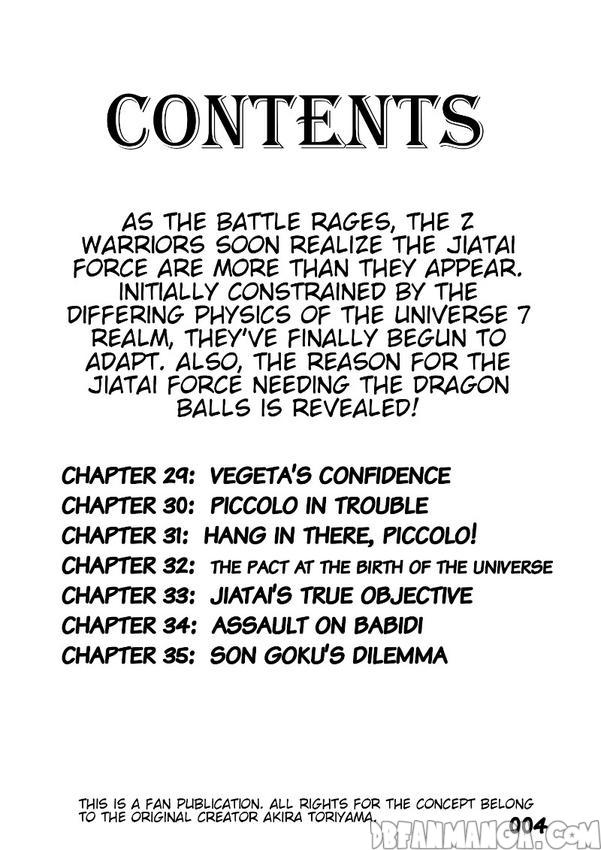 CONTENTS
AS THE BATTLE RAGES, THE Z
WARRIORS SOON REALIZE THE JIATAI
FORCE ARE MORE THAN THEY APPEAR.
INITIALLY CONSTRAINED BY THE
DIFFERING PHYSICS OF THE UNIVERSE 7
REALM, THEY'VE FINALLY BEGUN TO
ADAPT. ALSO, THE REASON FOR THE
JIATAI FORCE NEEDING THE DRAGON
BALLS IS REVEALED!
CHAPTER 29: VEGETA'S CONFIDENCE
CHAPTER 30: PICCOLO IN TROUBLE
CHAPTER 31: HANG IN THERE, PICCOLO!
CHAPTER 32: THE PACT AT THE BIRTH OF THE UNIVERSE
CHAPTER 33: JIATAI'S TRUE OBJECTIVE
CHAPTER 34: ASSAULT ON BABIDI
CHAPTER 35: SON GOKU'S DILEMMA
THIS IS A FAN PUBLICATION. ALL RIGHTS FOR THE CONCEPT BELONG
TO THE ORIGINAL CREATOR AKIRA TORIYAMA.
004
DBFANMANGA.COM